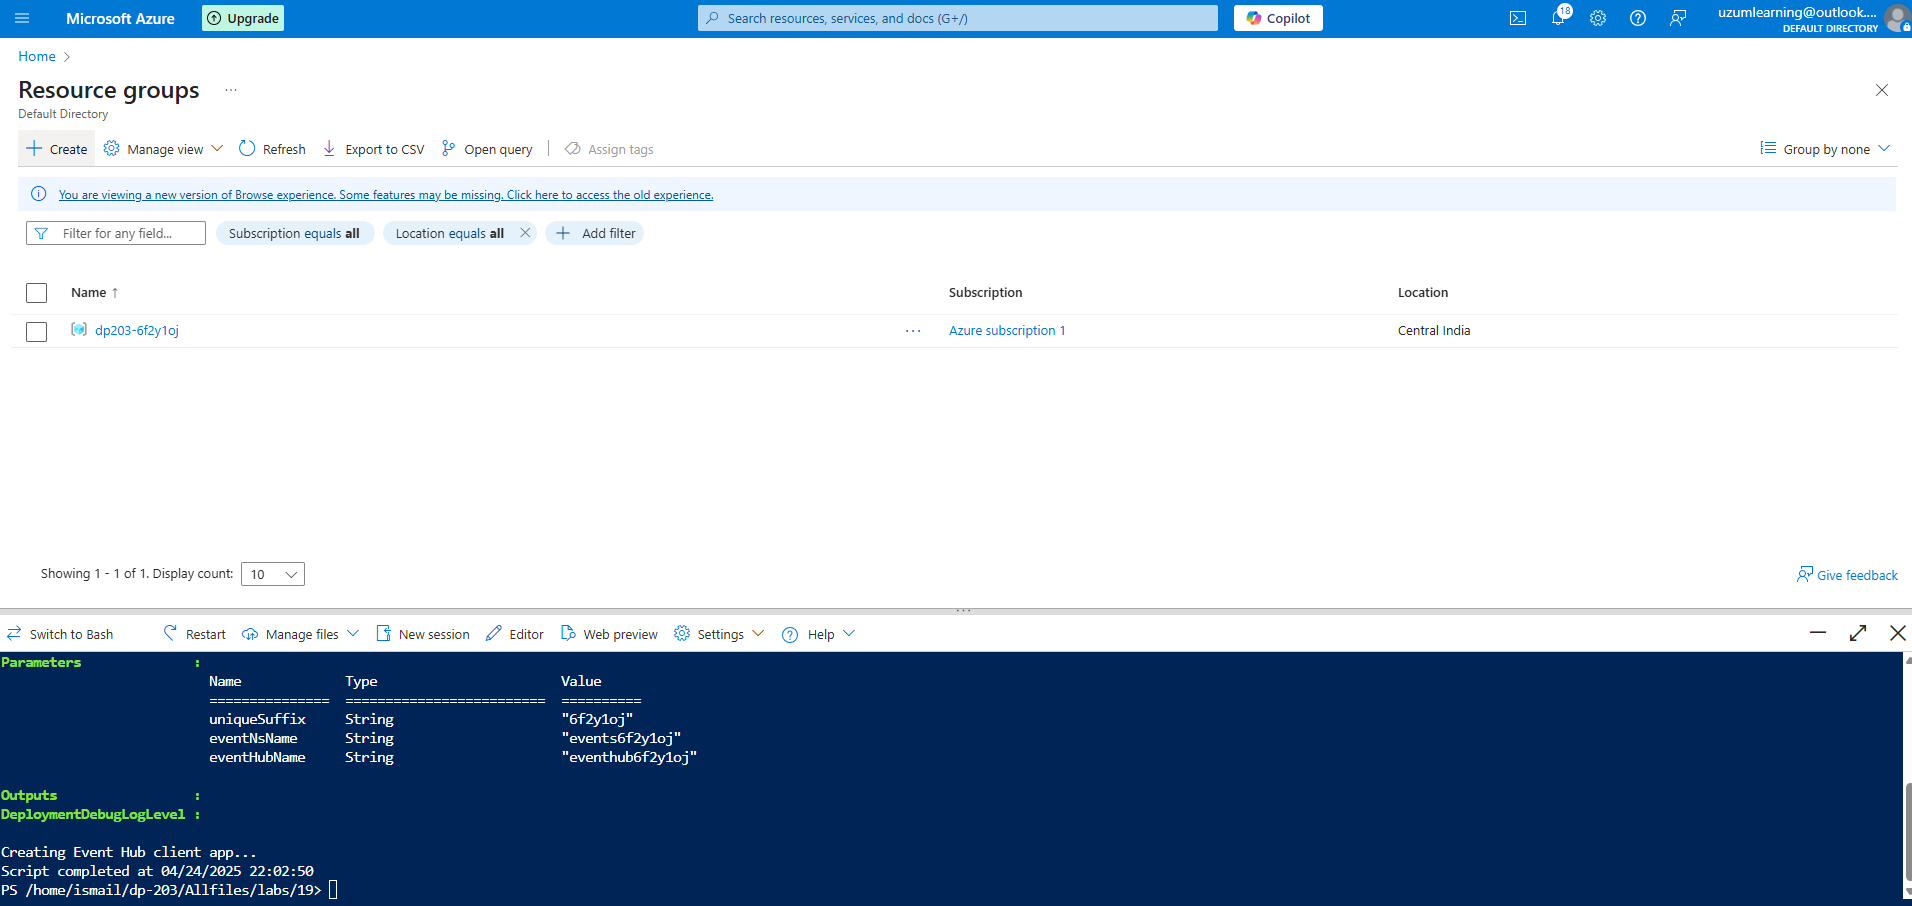 Microsoft Azure Upgrade Search resources, services, and docs (G+/) Copilot 18 uzumlearning@outlook....
DEFAULT DIRECTORY
Home >
Resource groups ...
Default Directory
Create Manage view Refresh Export to CSV Open query Assign tags Group by none
You are viewing a new version of Browse experience. Some features may be missing. Click here to access the old experience.
Filter for any field... Subscription equals all Location equals all Add filter
Name ↑ Subscription Location
dp203-6f2y1oj ... Azure subscription 1 Central India
Showing 1 - 1 of 1. Display count: 10 Give feedback
Switch to Bash Restart Manage files New session Editor Web preview Settings Help
Parameters :
Name Type Value
=============== ========================= ==========
uniqueSuffix String "6f2y1oj"
eventNsName String "events6f2y1oj"
eventHubName String "eventhub6f2y1oj"
Outputs :
DeploymentDebugLogLevel :
Creating Event Hub client app...
Script completed at 04/24/2025 22:02:50
PS /home/ismail/dp-203/Allfiles/labs/19>